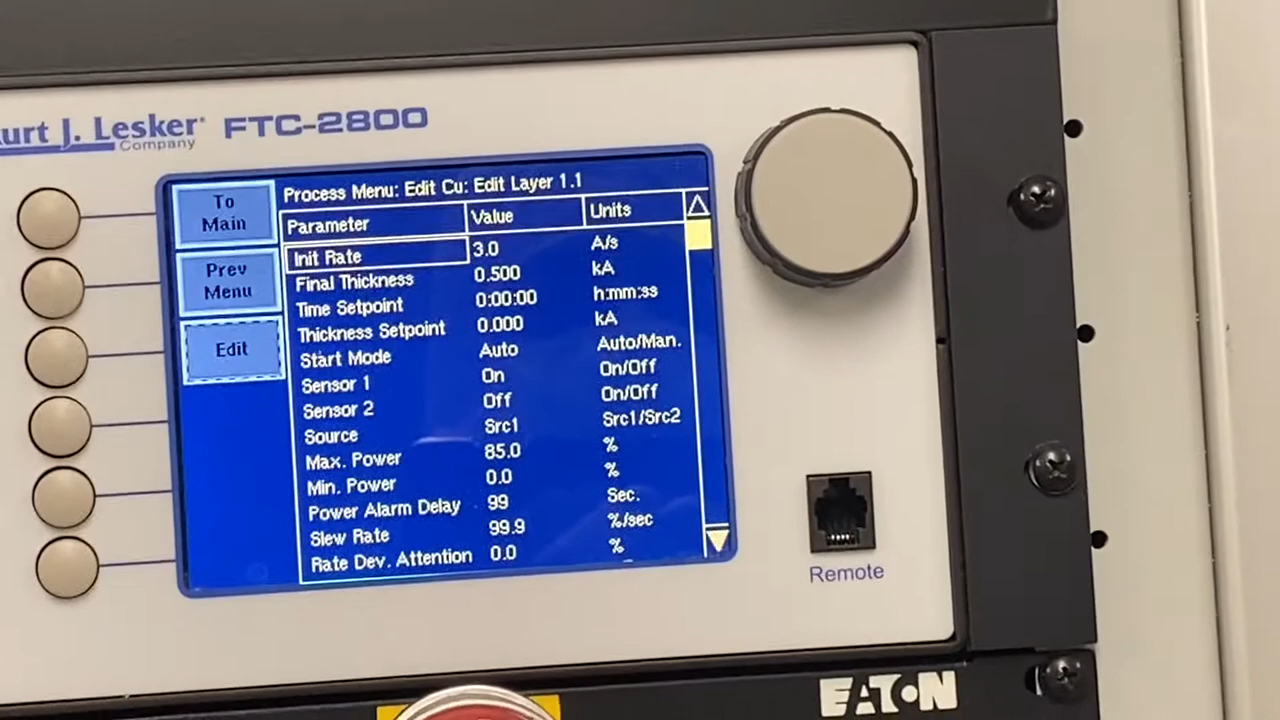 urt J. Lesker® FTC-2800
Company
To
Main
Prev
Menu
Edit
Process Menu: Edit Cu: Edit Layer 1.1
Parameter Value Units
Init Rate 3.0 A/s
Final Thickness 0.500 kA
Time Setpoint 0:00:00 h:mm:ss
Thickness Setpoint 0.000 kA
Start Mode Auto Auto/Man.
Sensor 1 On On/Off
Sensor 2 Off On/Off
Source Src1 Src1/Src2
Max. Power 85.0 %
Min. Power 0.0 %
Power Alarm Delay 99 Sec.
Slew Rate 99.9 %/sec
Rate Dev. Attention 0.0 %
Remote
EATON